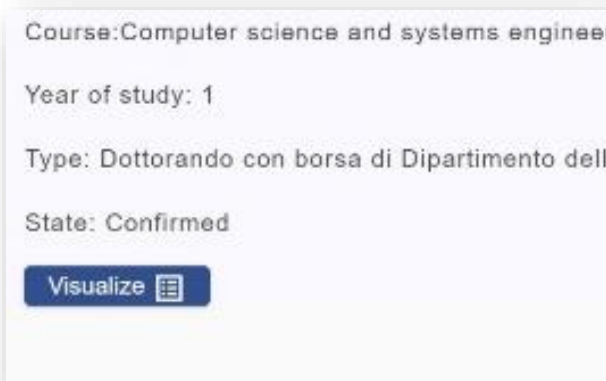 Course:Computer science and systems enginee
Year of study: 1
Type: Dottorando con borsa di Dipartimento dell
State: Confirmed
Visualize